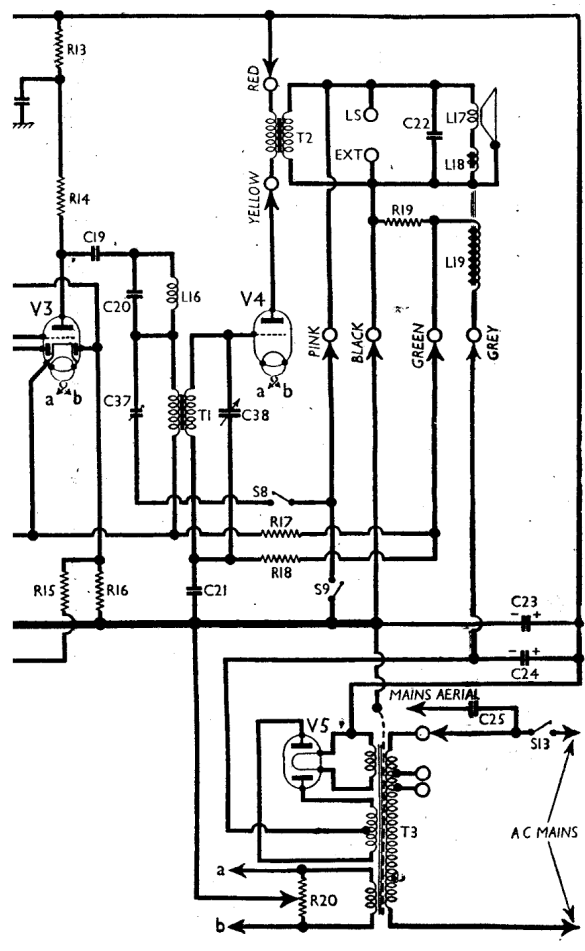 R13
RED
T2
LS
C22
L17
EXT
L18
R14
YELLOW
R19
C19
L19
V3
C20
L16
V4
PINK
BLACK
GREEN
GREY
a b
a b
C37
T1
C38
S8
R17
R18
R15
R16
C21
S9
C23
- +
- +
C24
MAINS AERIAL
C25
V5
S13
T3
A C MAINS
a
R20
b